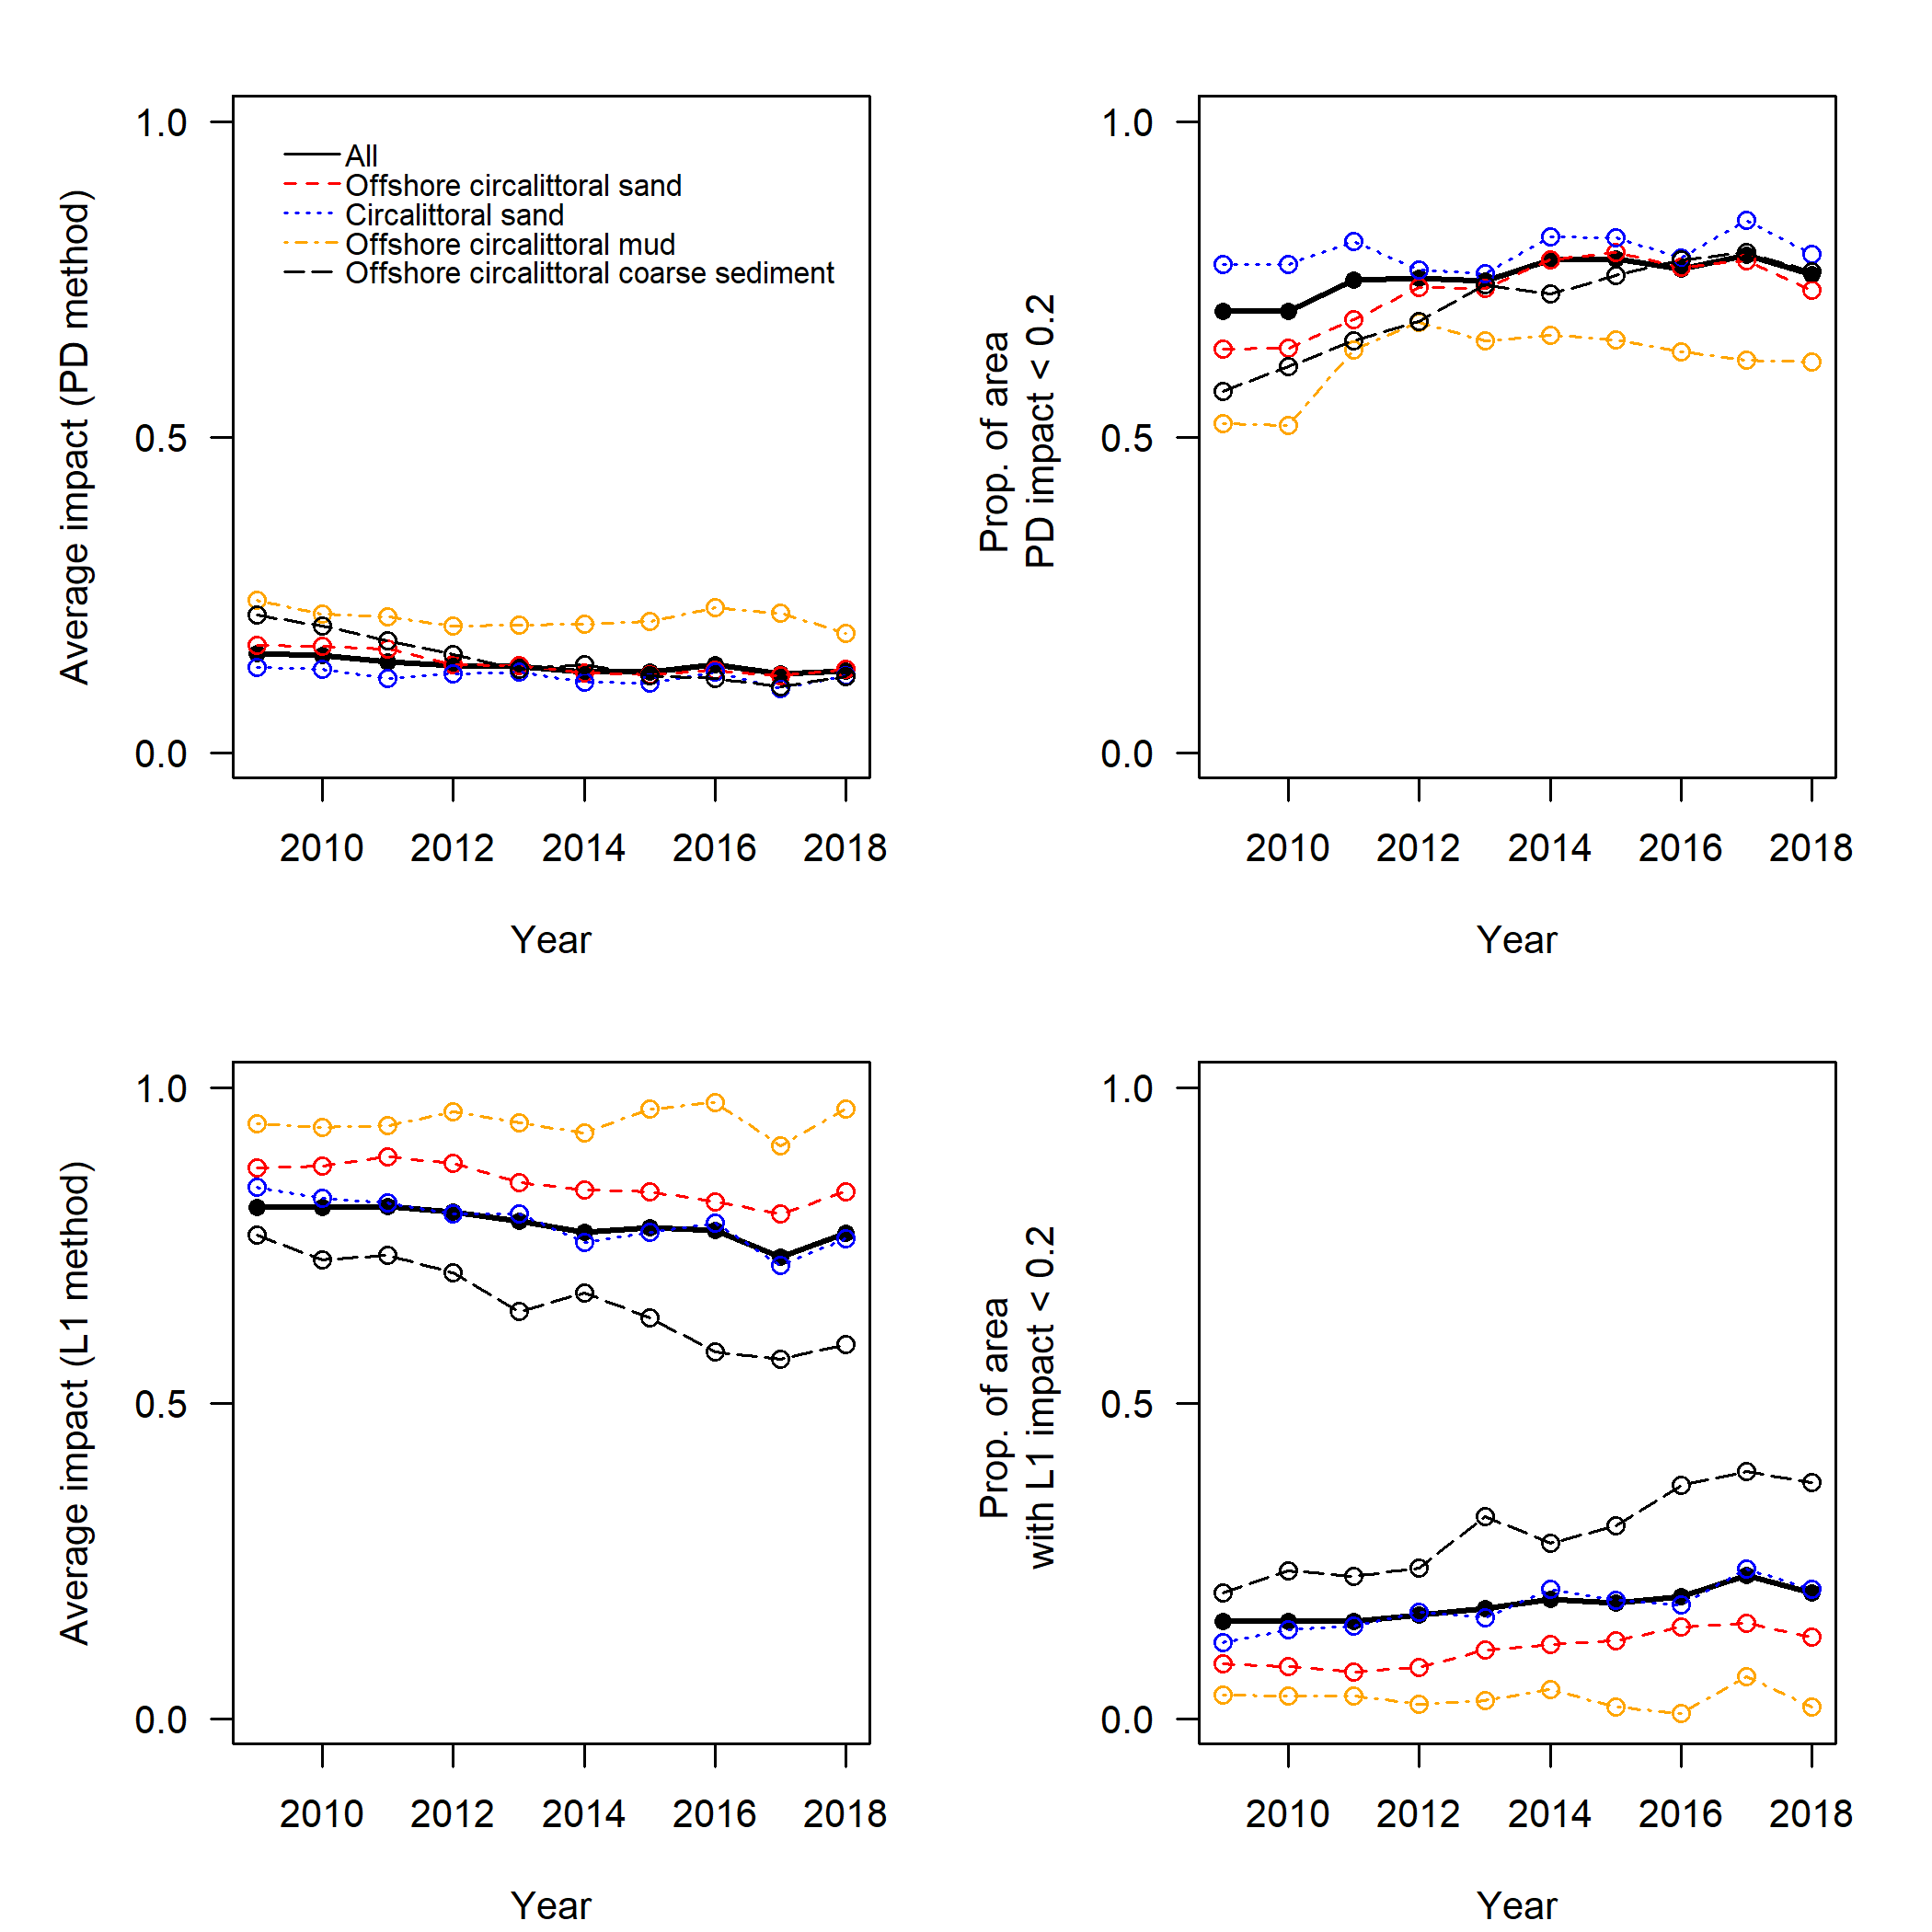 Average impact (PD method)
1.0
0.5
0.0
All
Offshore circalittoral sand
Circalittoral sand
Offshore circalittoral mud
Offshore circalittoral coarse sediment
2010 2012 2014 2016 2018
Year
Prop. of area
PD impact < 0.2
1.0
0.5
0.0
2010 2012 2014 2016 2018
Year
Average impact (L1 method)
1.0
0.5
0.0
2010 2012 2014 2016 2018
Year
Prop. of area
with L1 impact < 0.2
1.0
0.5
0.0
2010 2012 2014 2016 2018
Year